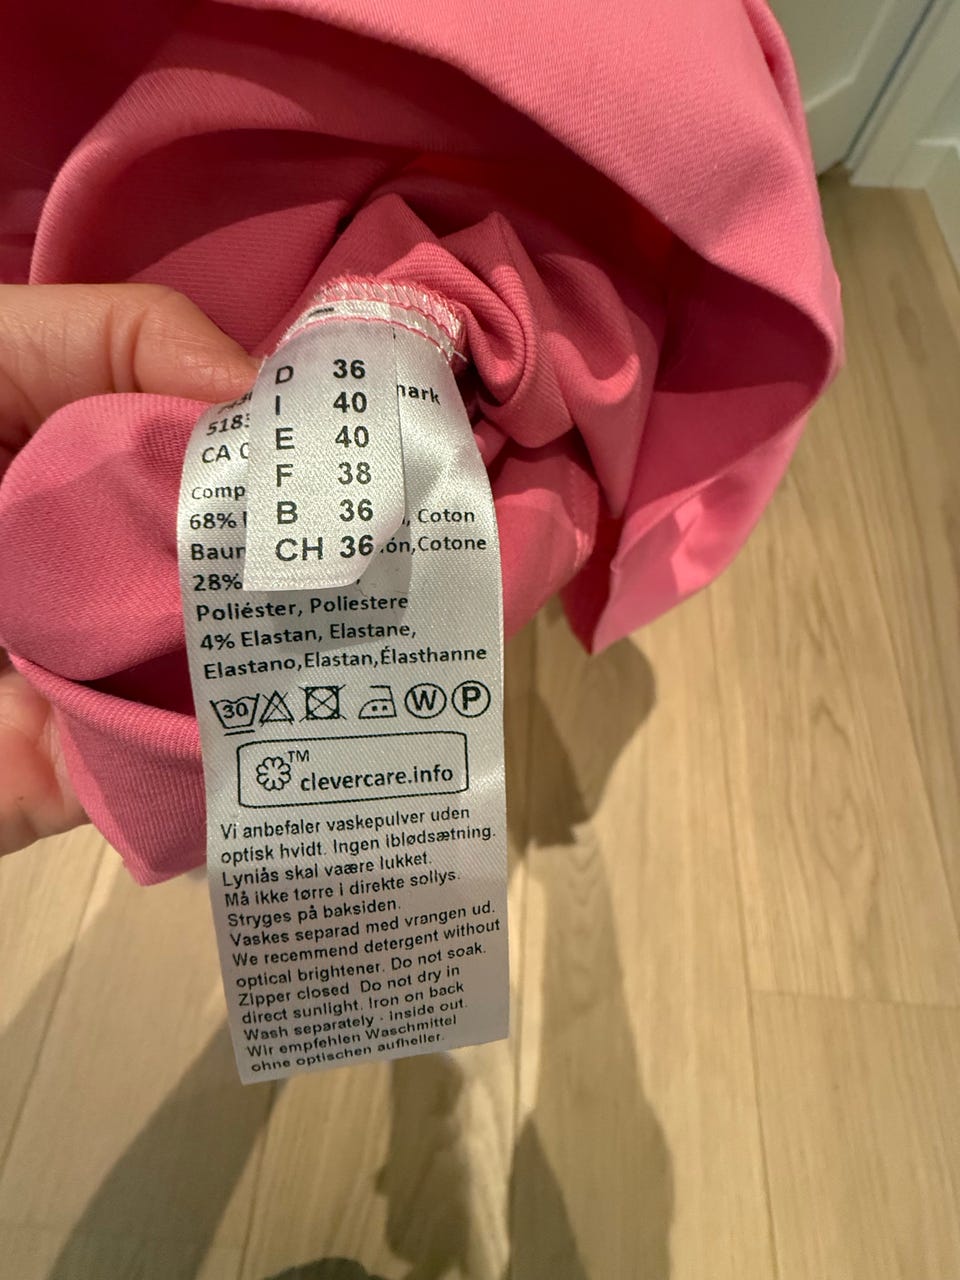 D 36
I 40
E 40
F 38
B 36
CH 36
mark
CA
Comp
68%
, Coton
Baum
ón,Cotone
28%
Poliéster, Poliestere
4% Elastan, Elastane,
Elastano,Elastan,Élasthanne
30 W P
TM
clevercare.info
Vi anbefaler vaskepulver uden
optisk hvidt. Ingen iblødsætning.
Lyniås skal vaære lukket.
Må ikke tørre i direkte sollys.
Stryges på baksiden.
Vaskes separad med vrangen ud.
We recommend detergent without
optical brightener. Do not soak.
Zipper closed Do not dry in
direct sunlight. Iron on back
Wash separately - inside out.
Wir empfehlen Waschmittel
ohne optischen aufheller.